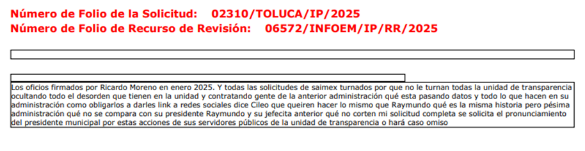 Número de Folio de la Solicitud: 02310/TOLUCA/IP/2025
Número de Folio de Recurso de Revisión: 06572/INFOEM/IP/RR/2025
Los oficios firmados por Ricardo Moreno en enero 2025. Y todas las solicitudes de saimex turnados por que no le turnan todas la unidad de transparencia
ocultando todo el desorden que tienen en la unidad y contratando gente de la anterior administración qué esta pasando datos y todo lo que hacen en su
administración como obligarlos a darles link a redes sociales dice Cileo que queiren hacer lo mismo que Raymundo qué es la misma historia pero pésima
administración qué no se compara con su presidente Raymundo y su jefecita anterior qué no corten mi solicitud completa se solicita el pronunciamiento
del presidente municipal por estas acciones de sus servidores públicos de la unidad de transparencia o hará caso omiso